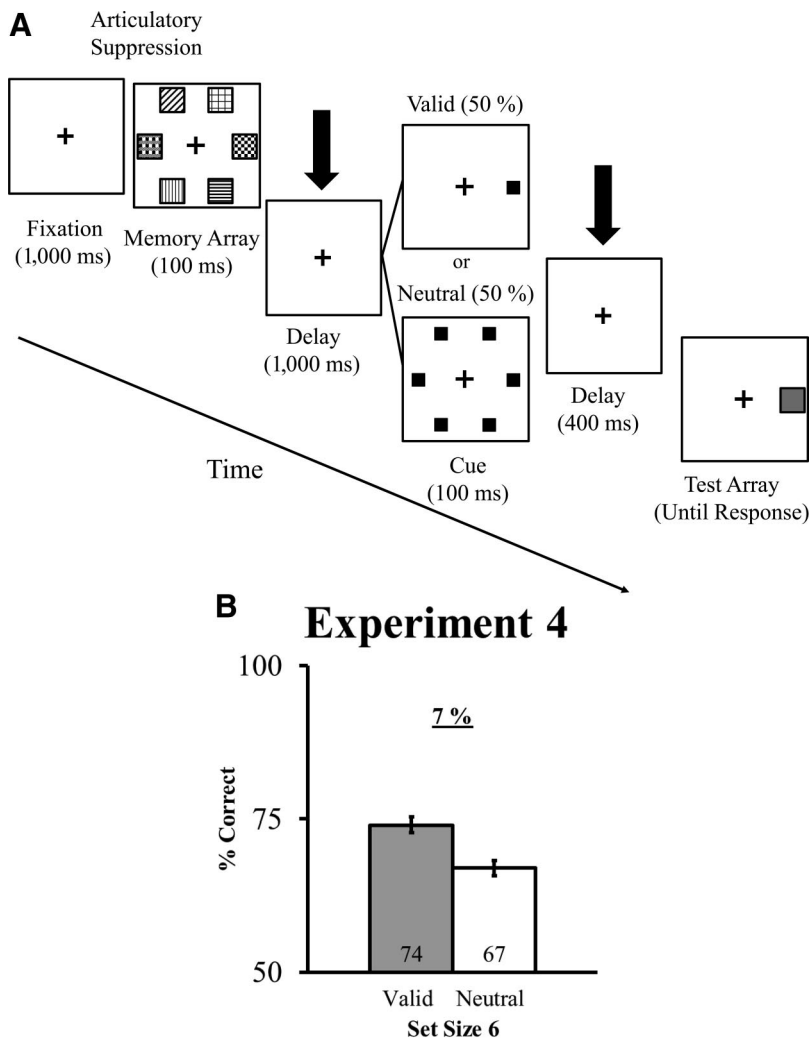 A
Articulatory
Suppression
Fixation
(1,000 ms)
Memory Array
(100 ms)
Delay
(1,000 ms)
Valid (50 %)
or
Neutral (50 %)
Cue
(100 ms)
Delay
(400 ms)
Test Array
(Until Response)
Time
B
Experiment 4
100
7 %
75
50
% Correct
74
67
Valid
Neutral
Set Size 6